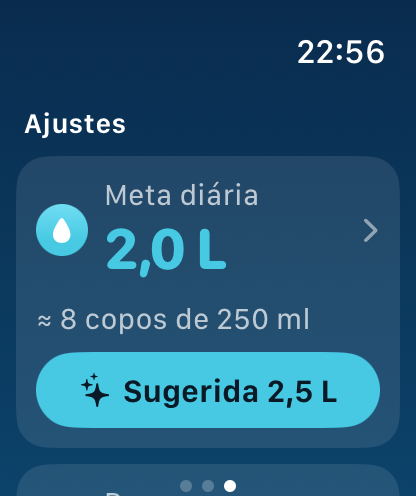 22:56
Ajustes
Meta diária
2,0 L
≈ 8 copos de 250 ml
Sugerida 2,5 L